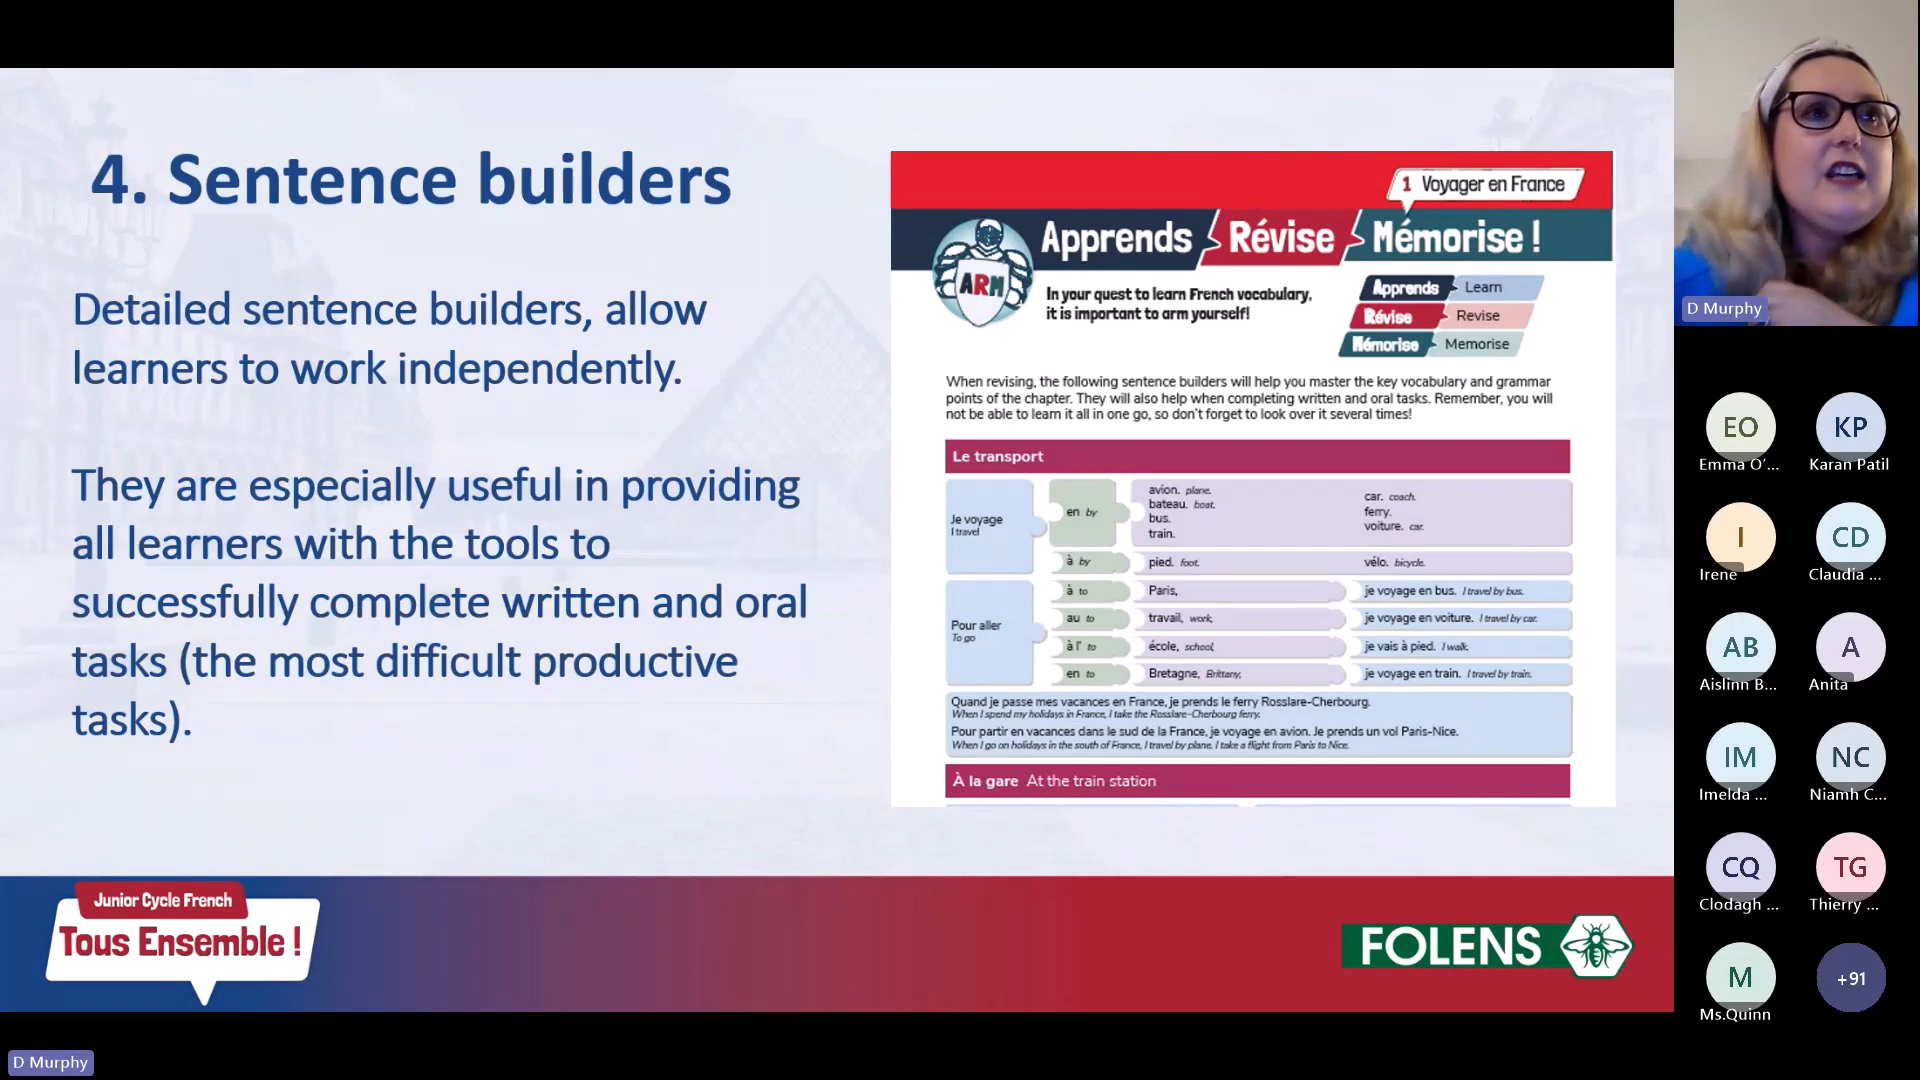 4. Sentence builders
Detailed sentence builders, allow
learners to work independently.
They are especially useful in providing
all learners with the tools to
successfully complete written and oral
tasks (the most difficult productive
tasks).
1 Voyager en France
Apprends Révise Mémorise !
ARM
In your quest to learn French vocabulary,
it is important to arm yourself!
Apprends Learn
Révise Revise
Mémorise Memorise
When revising, the following sentence builders will help you master the key vocabulary and grammar
points of the chapter. They will also help when completing written and oral tasks. Remember, you will
not be able to learn it all in one go, so don't forget to look over it several times!
Le transport
Je voyage
I travel
en by
avion. plane.
bateau. boat.
bus.
train.
car. coach.
ferry.
voiture. car.
à by pied. foot. vélo. bicycle.
Pour aller
To go
à to Paris, je voyage en bus. I travel by bus.
au to travail, work, je voyage en voiture. I travel by car.
à l' to école, school, je vais à pied. I walk.
en to Bretagne, Brittany, je voyage en train. I travel by train.
Quand je passe mes vacances en France, je prends le ferry Rosslare-Cherbourg.
When I spend my holidays in France, I take the Rosslare-Cherbourg ferry.
Pour partir en vacances dans le sud de la France, je voyage en avion. Je prends un vol Paris-Nice.
When I go on holidays in the south of France, I travel by plane. I take a flight from Paris to Nice.
À la gare At the train station
Junior Cycle French
Tous Ensemble !
FOLENS
D Murphy
D Murphy
EO KP
Emma O'... Karan Patil
I CD
Irene Claudia ...
AB A
Aislinn B... Anita
IM NC
Imelda ... Niamh C...
CQ TG
Clodagh ... Thierry ...
M +91
Ms.Quinn